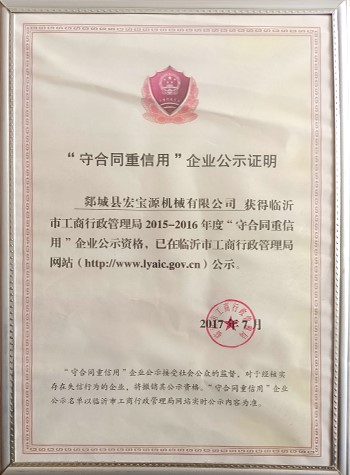 “守合同重信用”企业公示证明
郯城县宏宝源机械有限公司 获得临沂
市工商行政管理局 2015-2016 年度“守合同重信
用”企业公示资格，已在临沂市工商行政管理局
网站（http://www.lyaic.gov.cn）公示。
2017年7月
“守合同重信用”企业公示接受社会公众的监督，对于经核实
存在失信行为的企业，将撤销其公示资格。“守合同重信用”企业
公示名单以临沂市工商行政管理局网站实时公示内容为准。